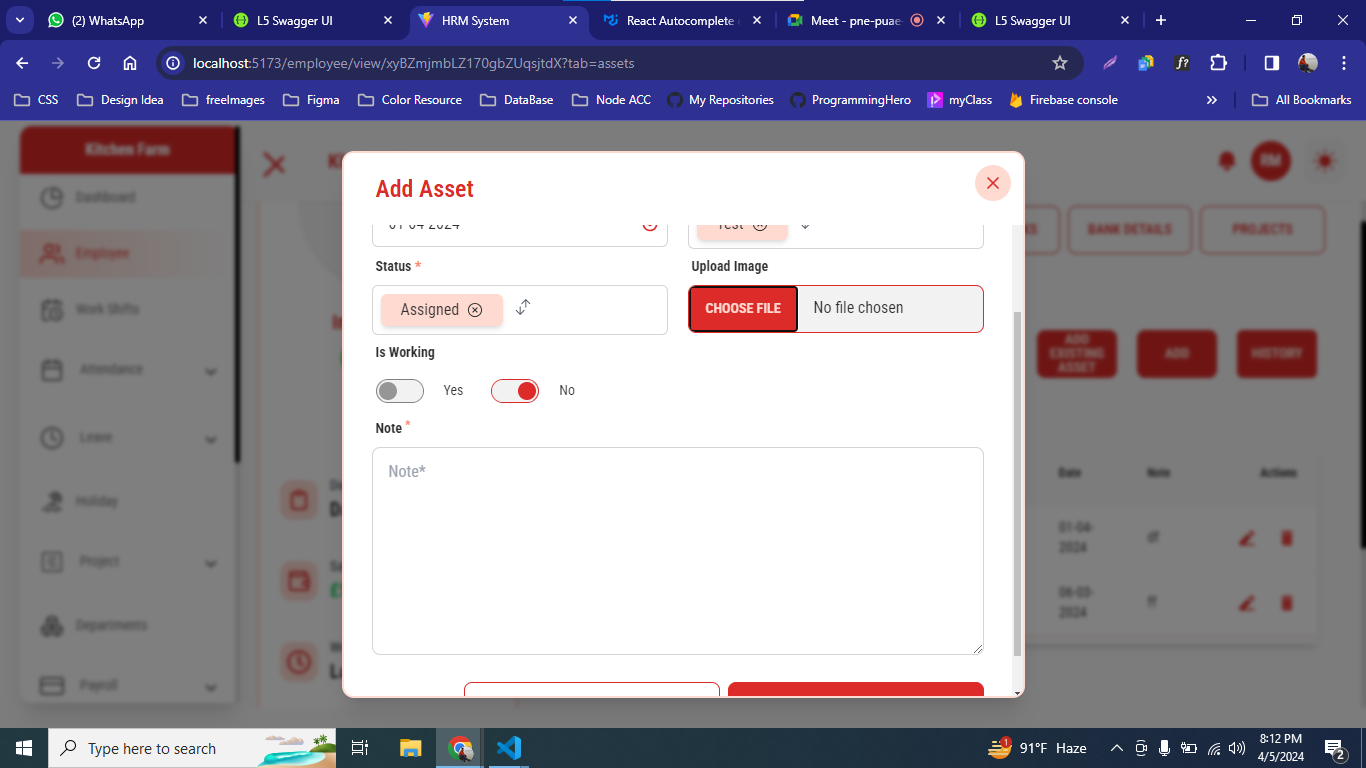 (2) WhatsApp
L5 Swagger UI
HRM System
React Autocomplete
Meet - pne-puae-
L5 Swagger UI
localhost:5173/employee/view/xyBZmjmbLZ170gbZUqsjtdX?tab=assets
f?
CSS
Design Idea
freeImages
Figma
Color Resource
DataBase
Node ACC
My Repositories
ProgrammingHero
myClass
Firebase console
All Bookmarks
Kitchen Farm
RM
Dashboard
Employee
Work Shifts
Attendance
Leave
Holiday
Project
Departments
Payroll
BANK DETAILS
PROJECTS
ADD EXISTING ASSET
ADD
HISTORY
Date
Note
Actions
01-04-2024
df
06-03-2024
ff
Add Asset
01-04-2024
Test
Status *
Upload Image
Assigned
CHOOSE FILE
No file chosen
Is Working
Yes
No
Note *
Note*
Type here to search
1
91°F Haze
8:12 PM
4/5/2024
2